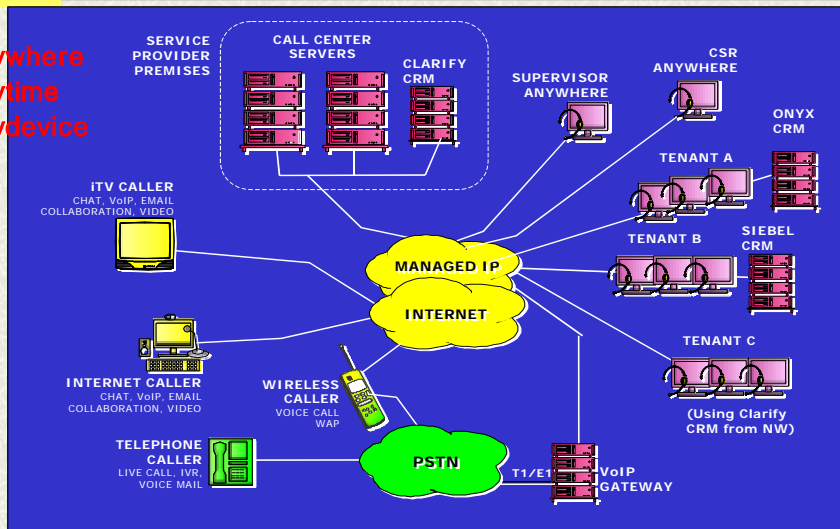 ywhere
ytime
ydevice
SERVICE
PROVIDER
PREMISES
CALL CENTER
SERVERS
CLARIFY
CRM
SUPERVISOR
ANYWHERE
CSR
ANYWHERE
ONYX
CRM
TENANT A
iTV CALLER
CHAT, VoIP, EMAIL
COLLABORATION, VIDEO
TENANT B
SIEBEL
CRM
MANAGED IP
INTERNET
TENANT C
(Using Clarify
CRM from NW)
INTERNET CALLER
CHAT, VoIP, EMAIL
COLLABORATION, VIDEO
WIRELESS
CALLER
VOICE CALL
WAP
TELEPHONE
CALLER
LIVE CALL, IVR,
VOICE MAIL
PSTN
T1/E1
VoIP
GATEWAY